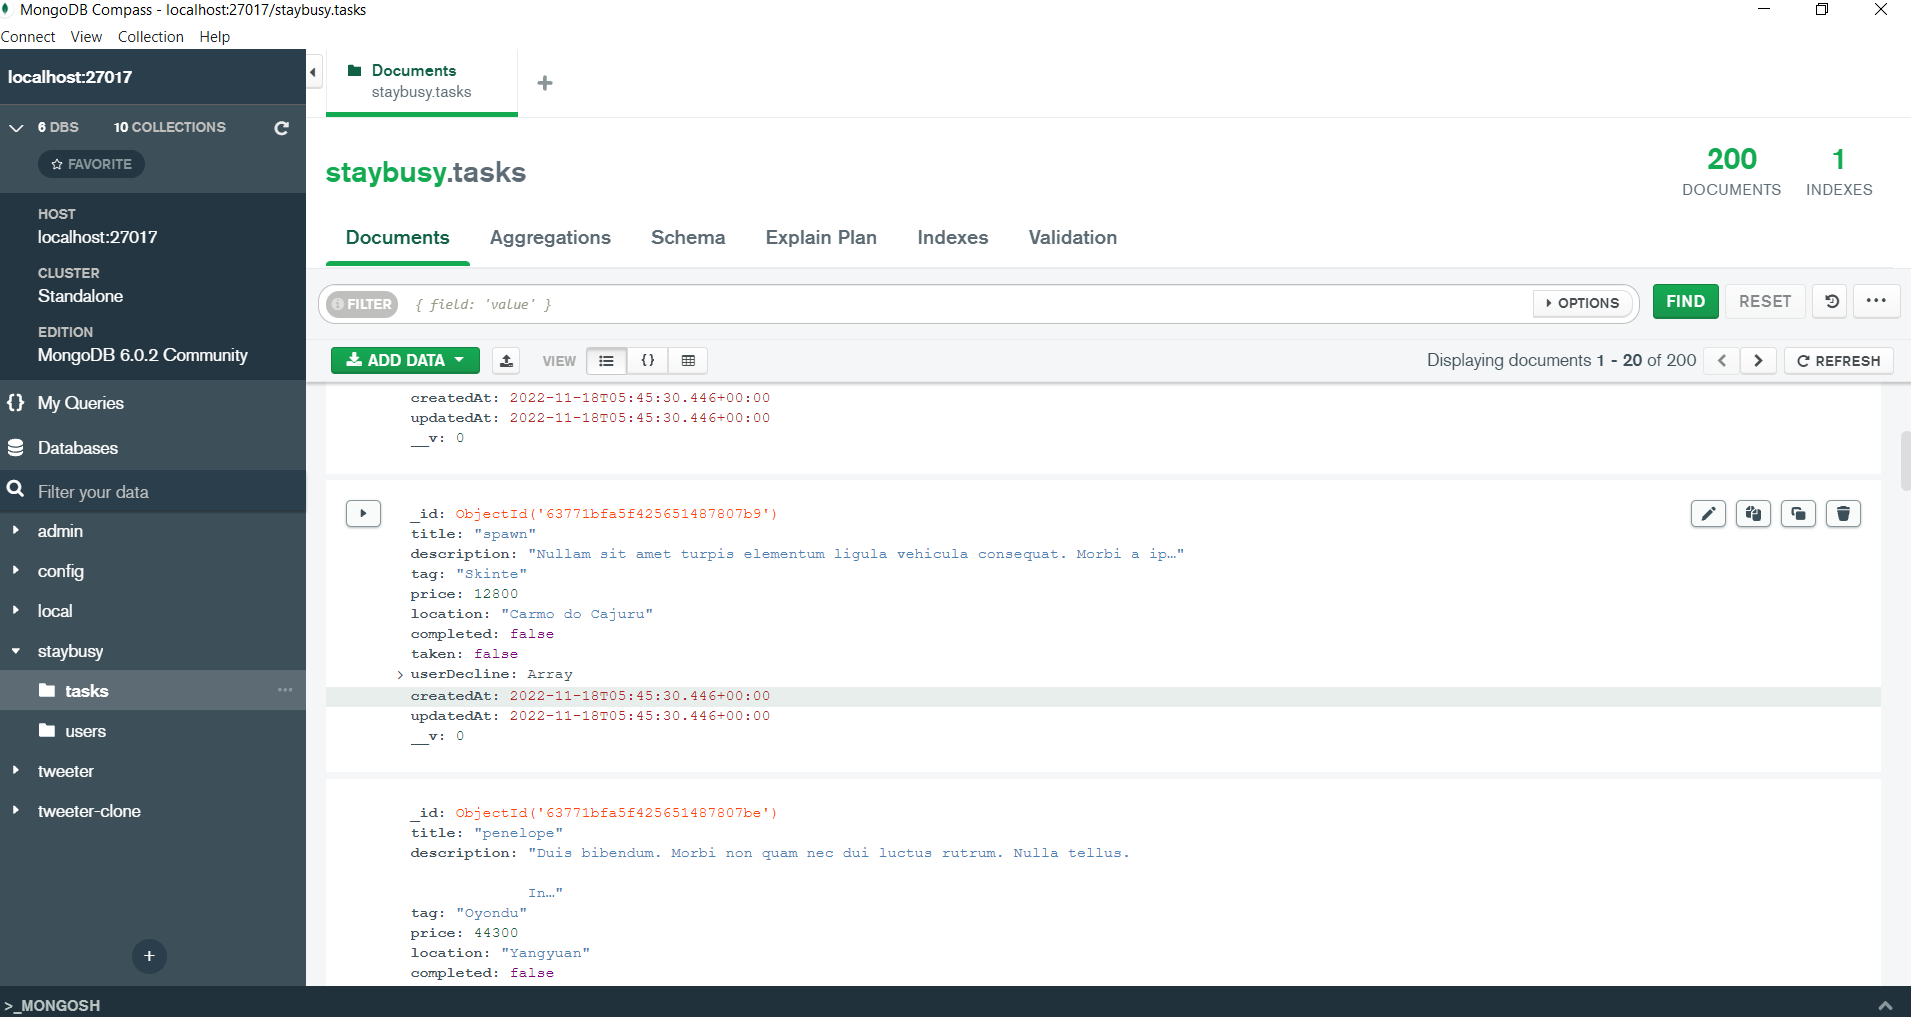 MongoDB Compass - localhost:27017/staybusy.tasks
Connect View Collection Help
localhost:27017
6 DBS 10 COLLECTIONS
FAVORITE
HOST
localhost:27017
CLUSTER
Standalone
EDITION
MongoDB 6.0.2 Community
{} My Queries
Databases
Filter your data
admin
config
local
staybusy
tasks
users
tweeter
tweeter-clone
+
>_MONGOSH
Documents
staybusy.tasks
+
staybusy.tasks
200
DOCUMENTS
1
INDEXES
Documents Aggregations Schema Explain Plan Indexes Validation
FILTER { field: 'value' } OPTIONS FIND RESET ...
ADD DATA VIEW {} Displaying documents 1 - 20 of 200 < > REFRESH
createdAt: 2022-11-18T05:45:30.446+00:00
updatedAt: 2022-11-18T05:45:30.446+00:00
__v: 0
_id: ObjectId('63771bfa5f425651487807b9')
title: "spawn"
description: "Nullam sit amet turpis elementum ligula vehicula consequat. Morbi a ip…"
tag: "Skinte"
price: 12800
location: "Carmo do Cajuru"
completed: false
taken: false
> userDecline: Array
createdAt: 2022-11-18T05:45:30.446+00:00
updatedAt: 2022-11-18T05:45:30.446+00:00
__v: 0
_id: ObjectId('63771bfa5f425651487807be')
title: "penelope"
description: "Duis bibendum. Morbi non quam nec dui luctus rutrum. Nulla tellus.
In…"
tag: "Oyondu"
price: 44300
location: "Yangyuan"
completed: false